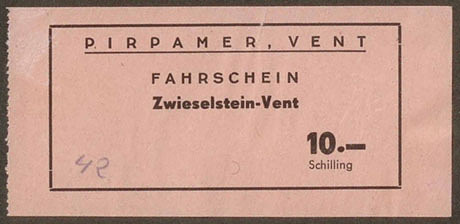 PIRPAMER, VENT
FAHRSCHEIN
Zwieselstein-Vent
10.—
Schilling
42